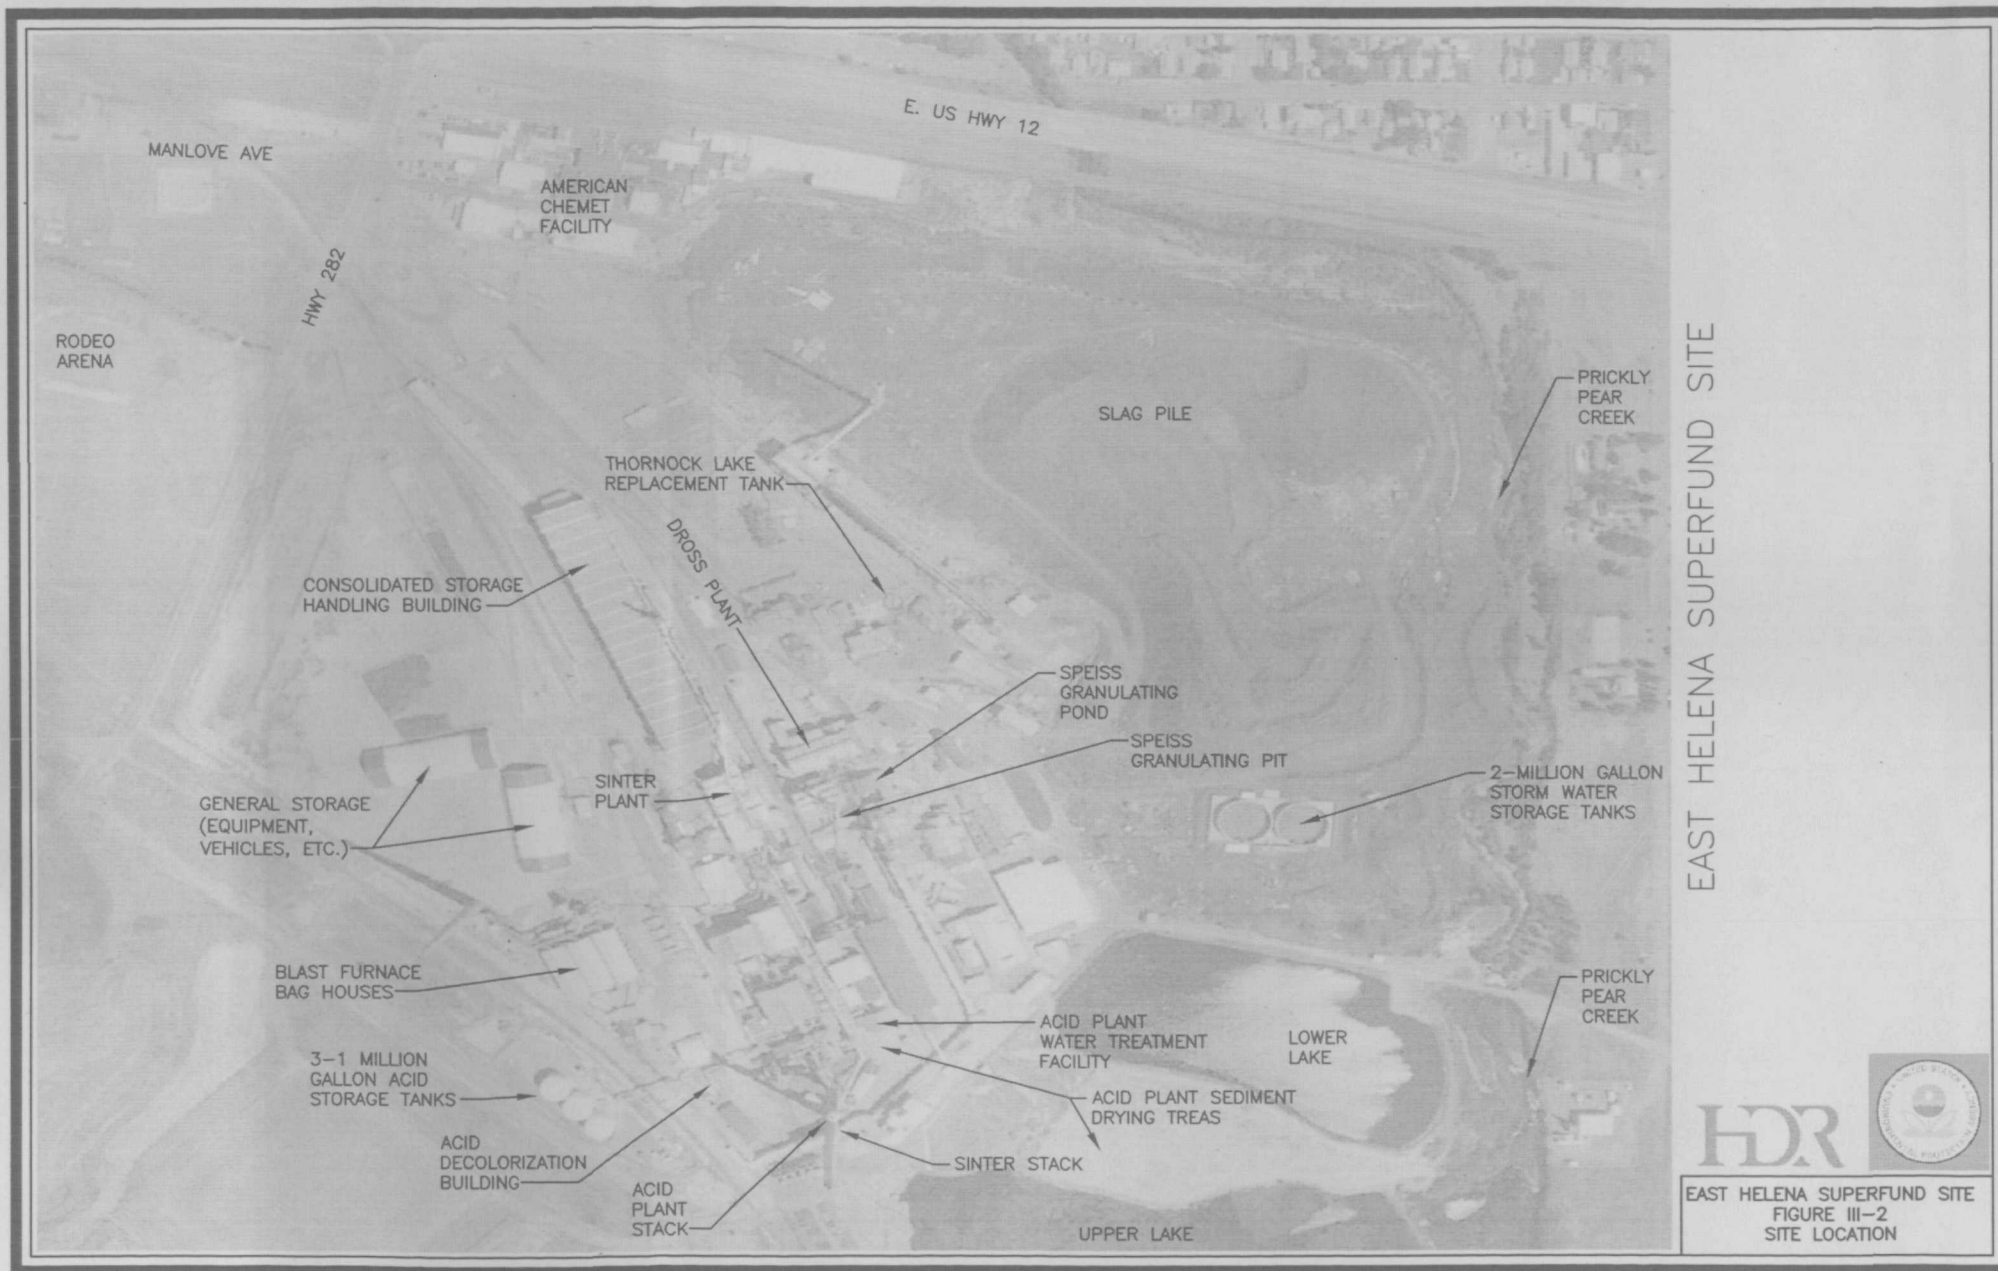 E. US HWY 12
MANLOVE AVE
AMERICAN
CHEMET
FACILITY
HWY 282
RODEO
ARENA
PRICKLY
PEAR
CREEK
SLAG PILE
THORNOCK LAKE
REPLACEMENT TANK
DROSS PLANT
CONSOLIDATED STORAGE
HANDLING BUILDING
SPEISS
GRANULATING
POND
SPEISS
GRANULATING PIT
SINTER
PLANT
2-MILLION GALLON
STORM WATER
STORAGE TANKS
GENERAL STORAGE
(EQUIPMENT,
VEHICLES, ETC.)
BLAST FURNACE
BAG HOUSES
PRICKLY
PEAR
CREEK
ACID PLANT
WATER TREATMENT
FACILITY
LOWER
LAKE
3-1 MILLION
GALLON ACID
STORAGE TANKS
ACID PLANT SEDIMENT
DRYING TREAS
ACID
DECOLORIZATION
BUILDING
SINTER STACK
ACID
PLANT
STACK
UPPER LAKE
EAST HELENA SUPERFUND SITE
HDR
EAST HELENA SUPERFUND SITE
FIGURE III-2
SITE LOCATION